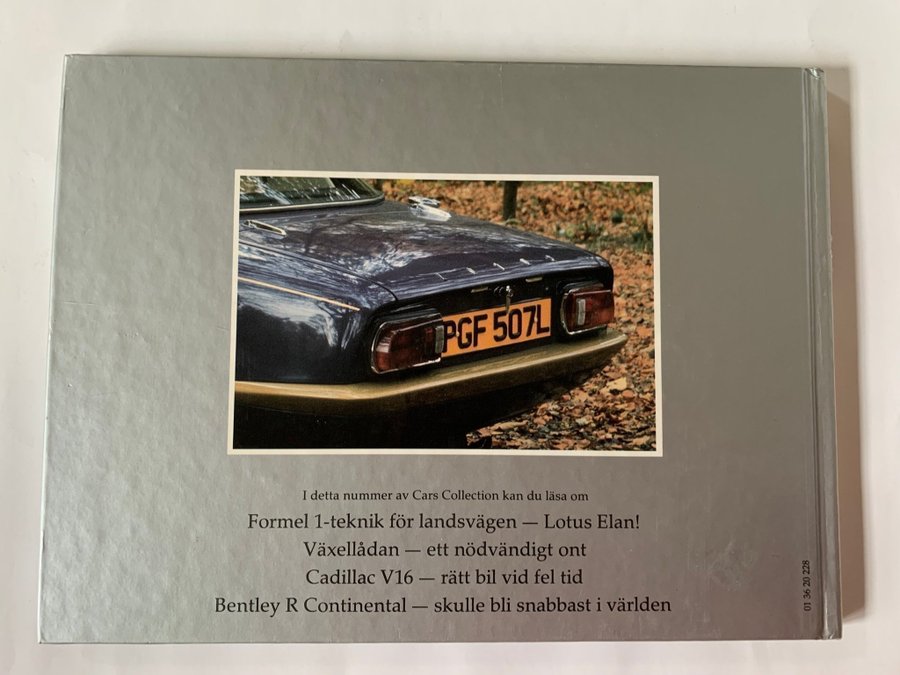 LOTUS
PGF 507L
I detta nummer av Cars Collection kan du läsa om
Formel 1-teknik för landsvägen — Lotus Elan!
Växellådan — ett nödvändigt ont
Cadillac V16 — rätt bil vid fel tid
Bentley R Continental — skulle bli snabbast i världen
01 36 20 228